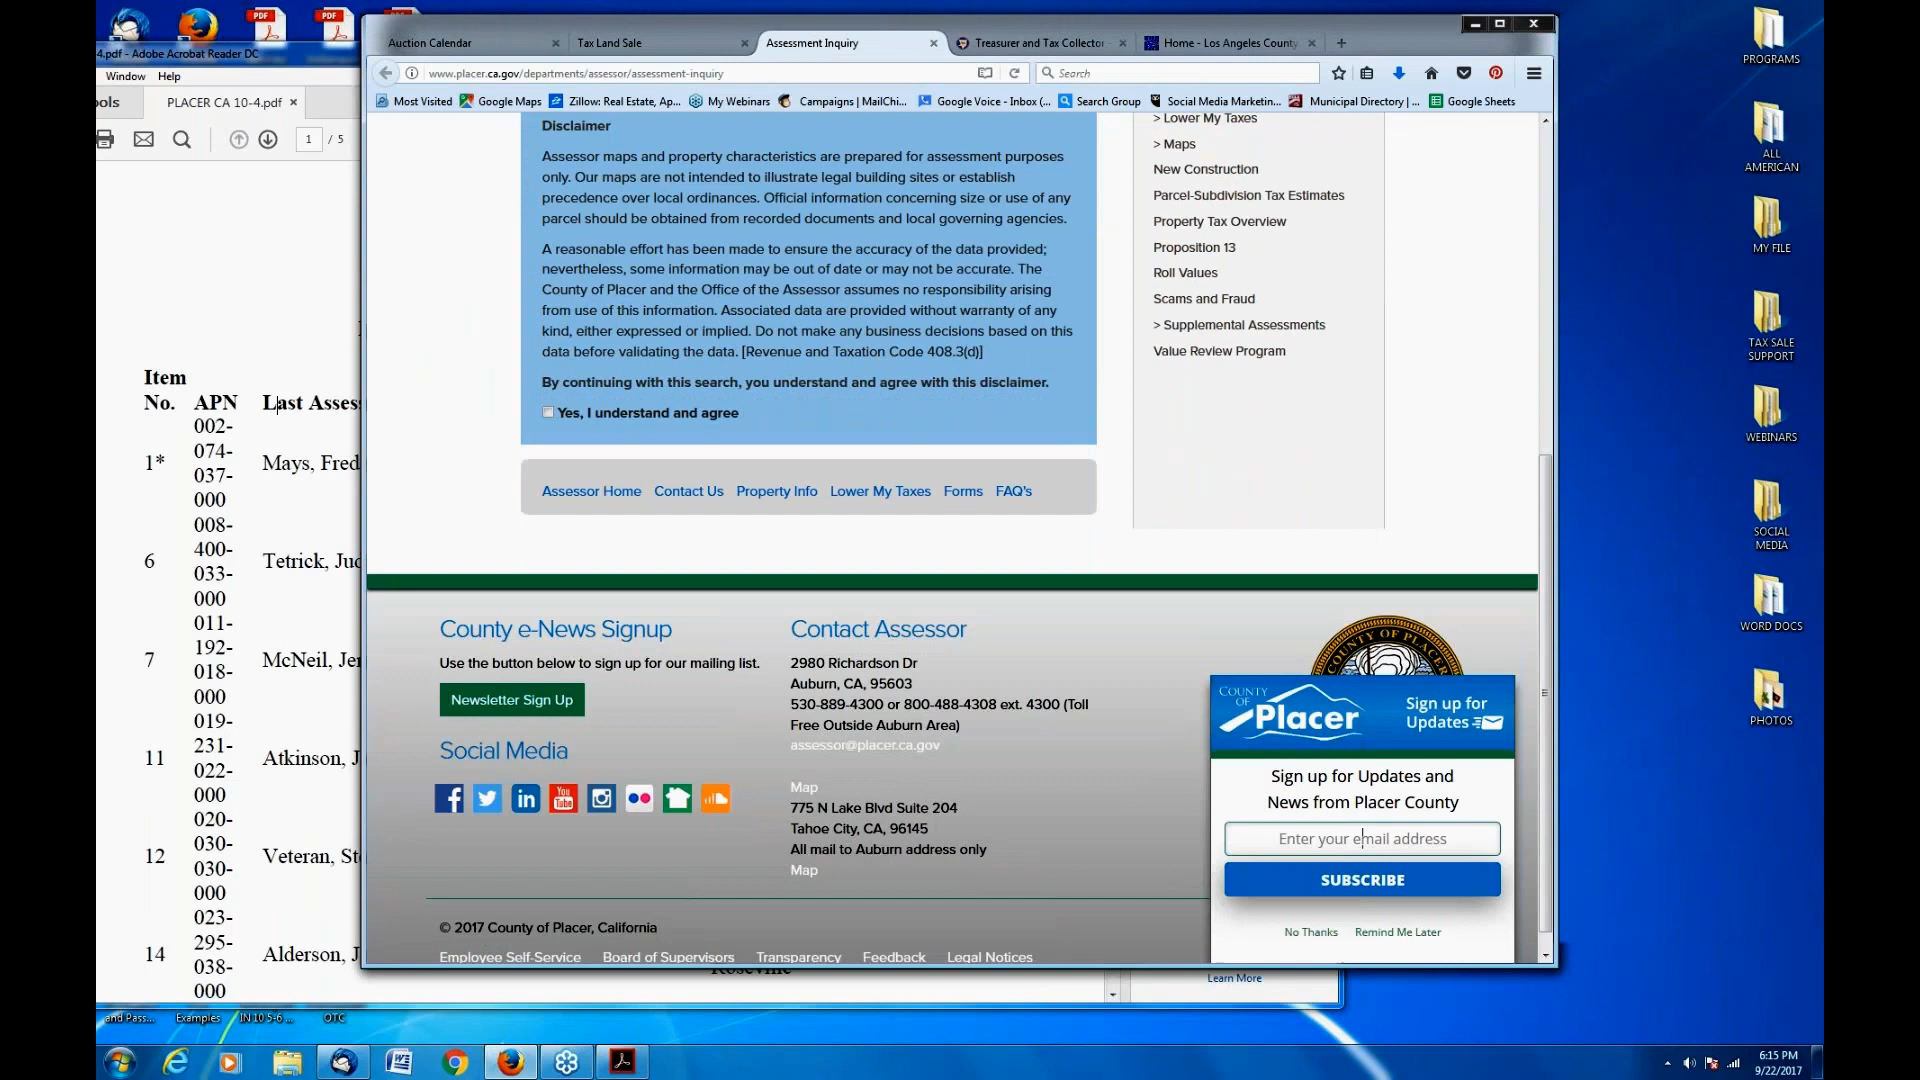 4.pdf - Adobe Acrobat Reader DC
Window Help
ools
PLACER CA 10-4.pdf ×
1 / 5
Item
No. APN Last Assess
002-
074-
1* Mays, Fred
037-
000
008-
400-
6 Tetrick, Jud
033-
000
011-
192-
7 McNeil, Jer
018-
000
019-
231-
11 Atkinson, J
022-
000
020-
030-
12 Veteran, Ste
030-
000
023-
295-
14 Alderson, J
038-
000
Auction Calendar
Tax Land Sale
Assessment Inquiry
Treasurer and Tax Collector
Home - Los Angeles County
www.placer.ca.gov/departments/assessor/assessment-inquiry
Search
Most Visited
Google Maps
Zillow: Real Estate, Ap...
My Webinars
Campaigns | MailChi...
Google Voice - Inbox (...
Search Group
Social Media Marketin...
Municipal Directory | ...
Google Sheets
Disclaimer
Assessor maps and property characteristics are prepared for assessment purposes
only. Our maps are not intended to illustrate legal building sites or establish
precedence over local ordinances. Official information concerning size or use of any
parcel should be obtained from recorded documents and local governing agencies.
A reasonable effort has been made to ensure the accuracy of the data provided;
nevertheless, some information may be out of date or may not be accurate. The
County of Placer and the Office of the Assessor assumes no responsibility arising
from use of this information. Associated data are provided without warranty of any
kind, either expressed or implied. Do not make any business decisions based on this
data before validating the data. [Revenue and Taxation Code 408.3(d)]
By continuing with this search, you understand and agree with this disclaimer.
Yes, I understand and agree
Assessor Home Contact Us Property Info Lower My Taxes Forms FAQ's
> Lower My Taxes
> Maps
New Construction
Parcel-Subdivision Tax Estimates
Property Tax Overview
Proposition 13
Roll Values
Scams and Fraud
> Supplemental Assessments
Value Review Program
County e-News Signup
Use the button below to sign up for our mailing list.
Newsletter Sign Up
Social Media
You
Tube
Contact Assessor
2980 Richardson Dr
Auburn, CA, 95603
530-889-4300 or 800-488-4308 ext. 4300 (Toll
Free Outside Auburn Area)
assessor@placer.ca.gov
Map
775 N Lake Blvd Suite 204
Tahoe City, CA, 96145
All mail to Auburn address only
Map
COUNTY OF PLACER
COUNTY
OF Placer
Sign up for
Updates
Sign up for Updates and
News from Placer County
Enter your email address
SUBSCRIBE
No Thanks Remind Me Later
© 2017 County of Placer, California
Employee Self-Service Board of Supervisors Transparency Feedback Legal Notices
Roseville
Learn More
and Pass...
Examples
IN 10 5-6 ...
OTC
PROGRAMS
ALL
AMERICAN
MY FILE
TAX SALE
SUPPORT
WEBINARS
SOCIAL
MEDIA
WORD DOCS
PHOTOS
PDF
PDF
6:15 PM
9/22/2017